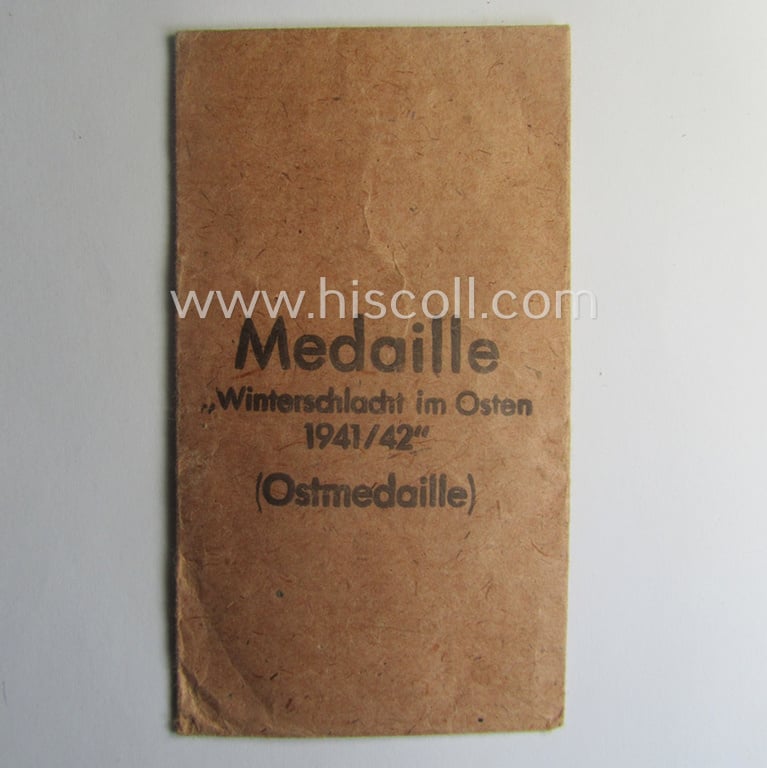 www.hiscoll.com
Medaille
„Winterschlacht im Osten
1941/42"
(Ostmedaille)